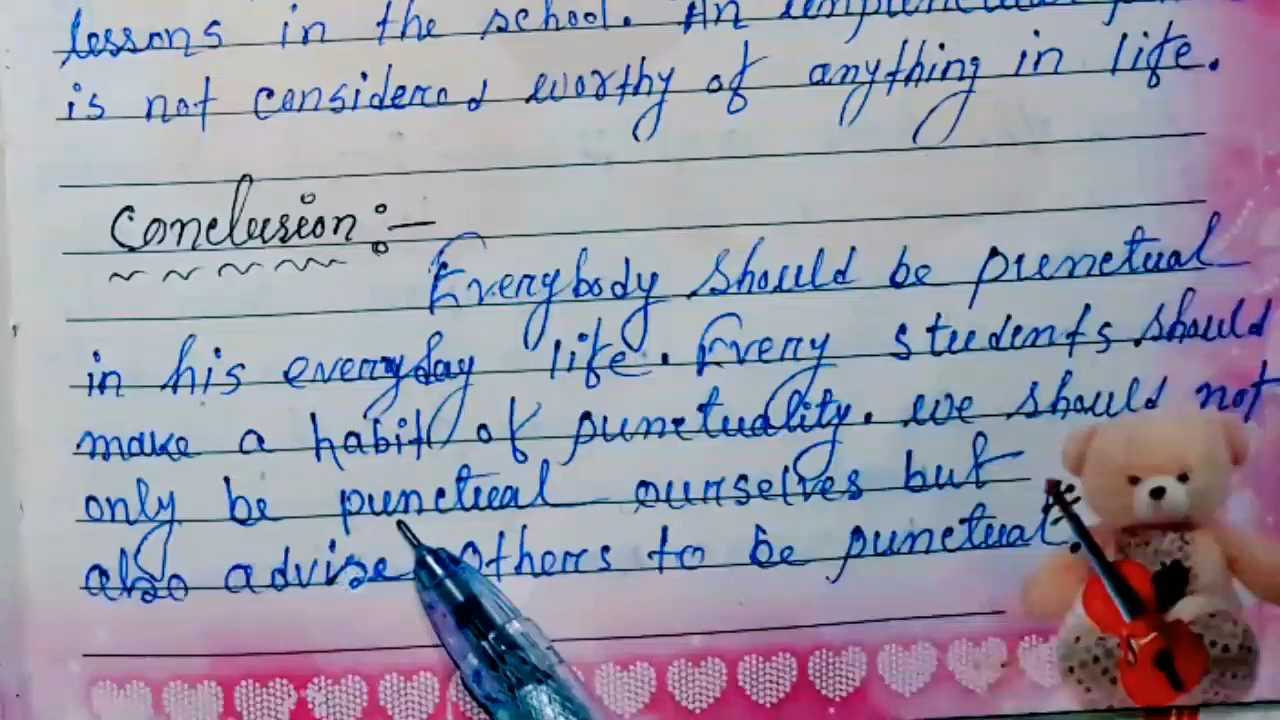 lessons in the school. An unpunctual
is not considered worthy of anything in life.
Conclusion:-
Everybody should be punctual
in his everyday life. Every students should
make a habit of punctuality. we should not
only be punctual ourselves but
also advise others to be punctual.